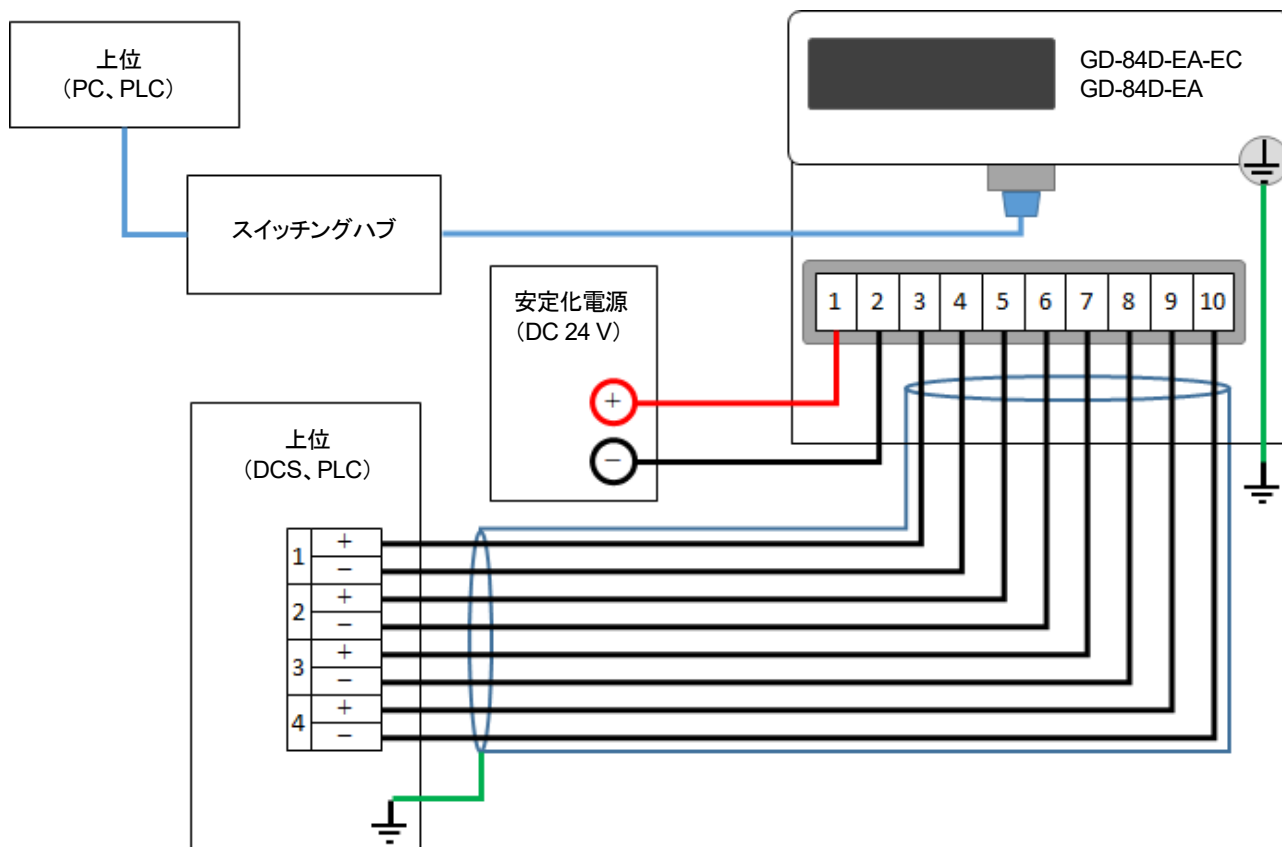 上位
（PC、PLC）
GD-84D-EA-EC
GD-84D-EA
スイッチングハブ
安定化電源
（DC 24 V）
+
−
1 2 3 4 5 6 7 8 9 10
上位
（DCS、PLC）
1 +
−
2 +
−
3 +
−
4 +
−